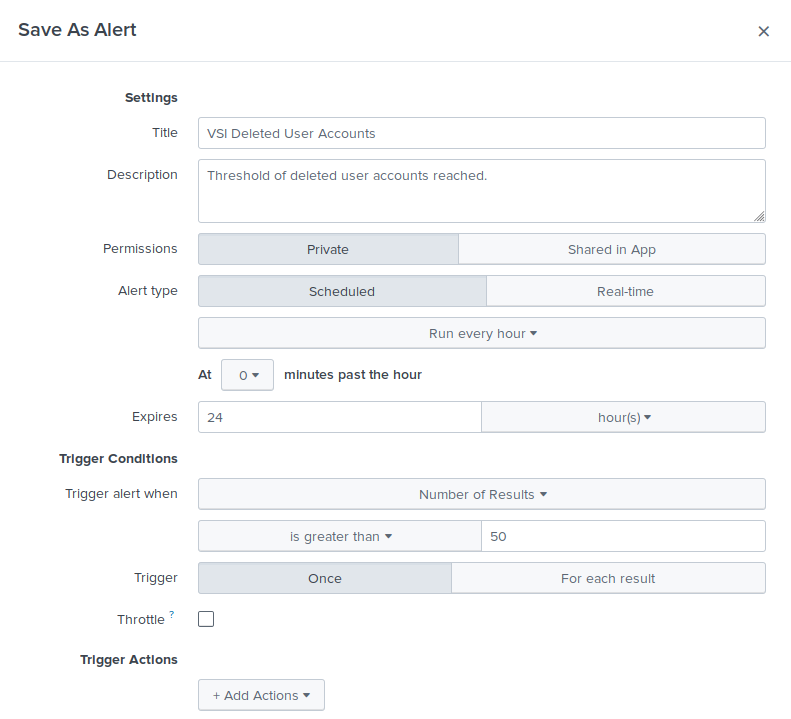 Save As Alert ×
Settings
Title VSI Deleted User Accounts
Description Threshold of deleted user accounts reached.
Permissions Private Shared in App
Alert type Scheduled Real-time
Run every hour ▾
At 0 ▾ minutes past the hour
Expires 24 hour(s) ▾
Trigger Conditions
Trigger alert when Number of Results ▾
is greater than ▾ 50
Trigger Once For each result
Throttle ?
Trigger Actions
+ Add Actions ▾